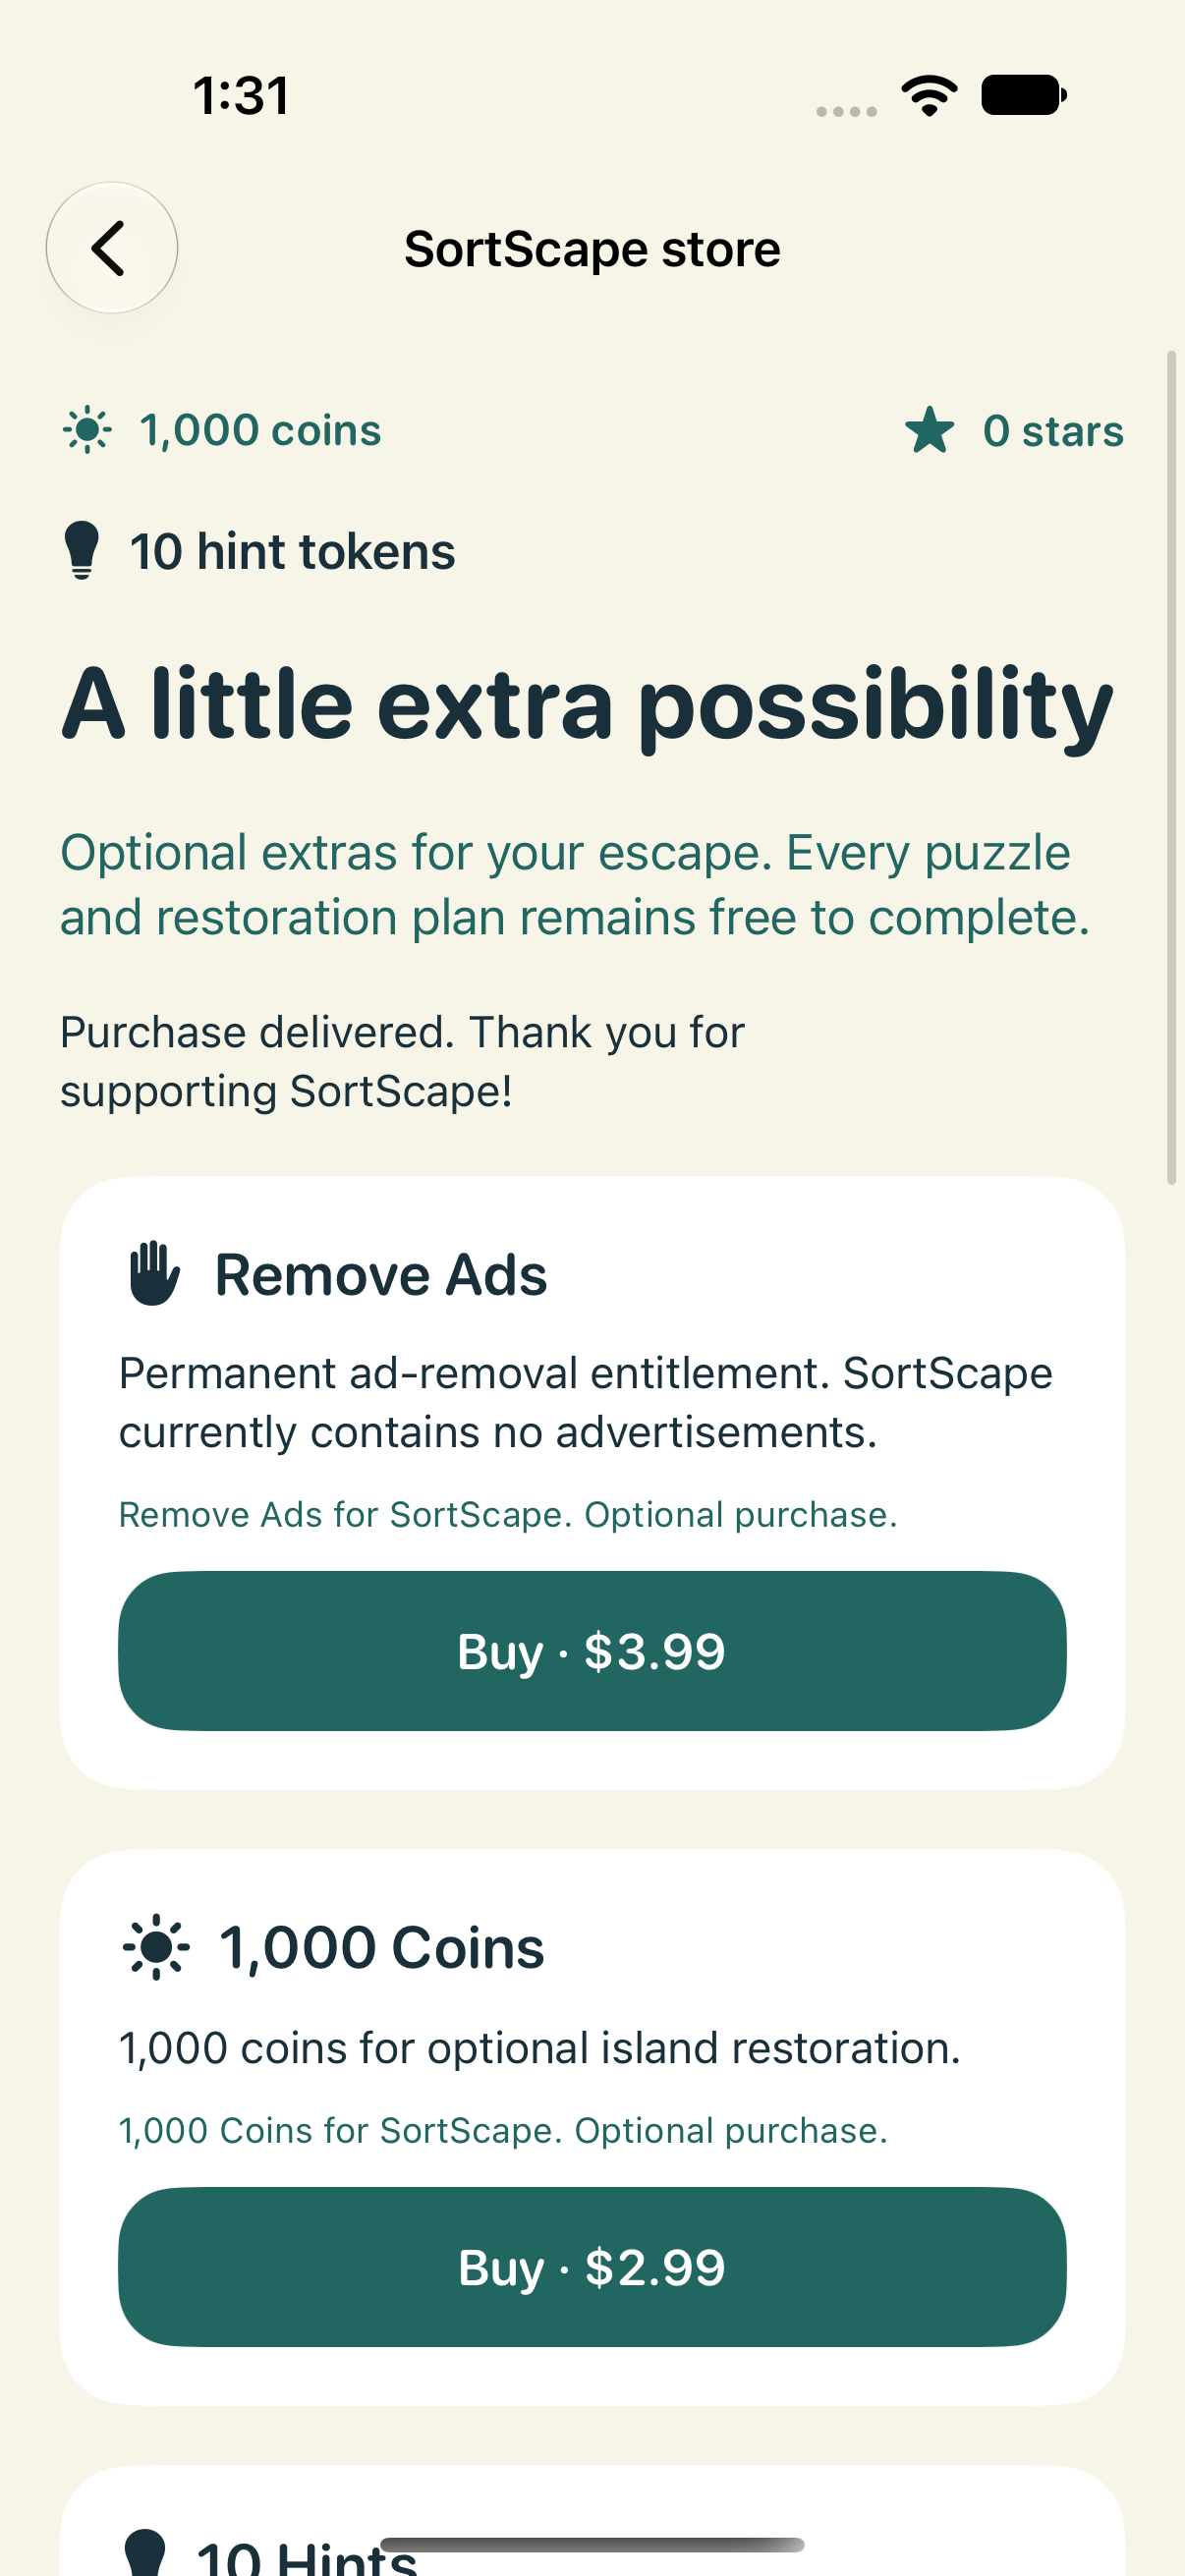 1:31
SortScape store
1,000 coins
0 stars
10 hint tokens
A little extra possibility
Optional extras for your escape. Every puzzle
and restoration plan remains free to complete.
Purchase delivered. Thank you for
supporting SortScape!
Remove Ads
Permanent ad-removal entitlement. SortScape
currently contains no advertisements.
Remove Ads for SortScape. Optional purchase.
Buy · $3.99
1,000 Coins
1,000 coins for optional island restoration.
1,000 Coins for SortScape. Optional purchase.
Buy · $2.99
10 Hints